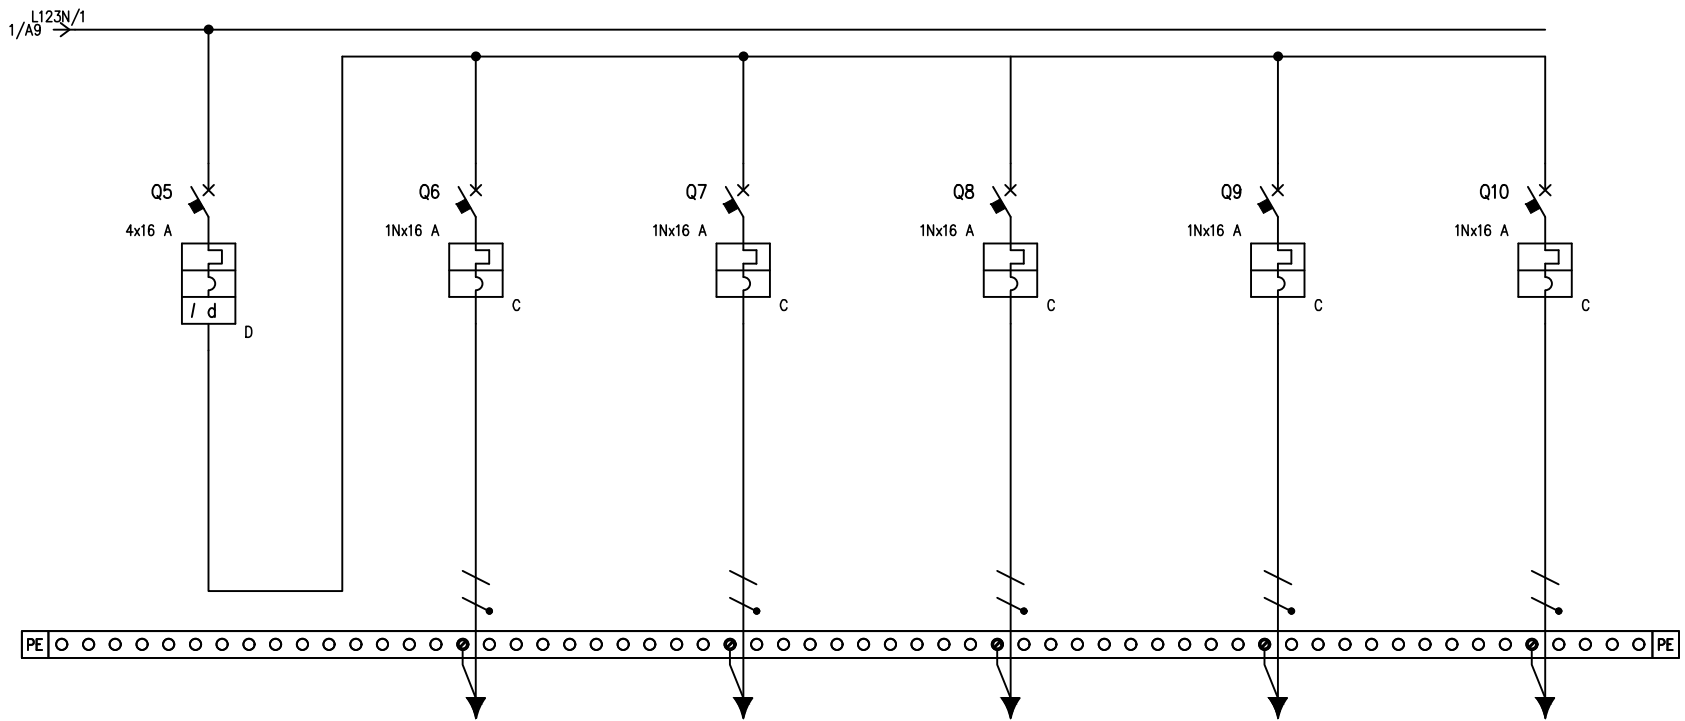 L123N/1
1/A9
Q5
Q6
Q7
Q8
Q9
Q10
4x16 A
1Nx16 A
1Nx16 A
1Nx16 A
1Nx16 A
1Nx16 A
I d
C
C
C
C
C
D
PE
PE